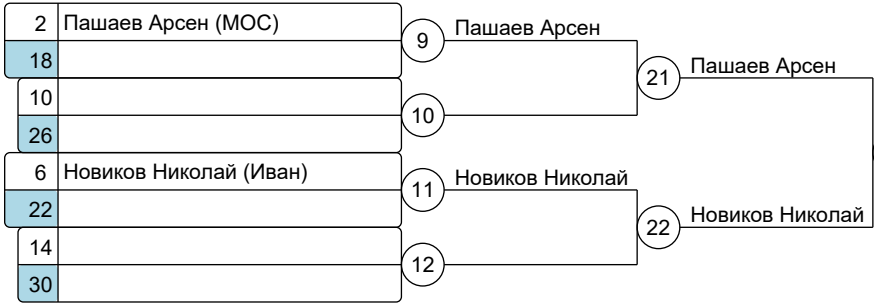 2 Пашаев Арсен (МОС)
18
9 Пашаев Арсен
21 Пашаев Арсен
10
26
10
6 Новиков Николай (Иван)
22
11 Новиков Николай
22 Новиков Николай
14
30
12